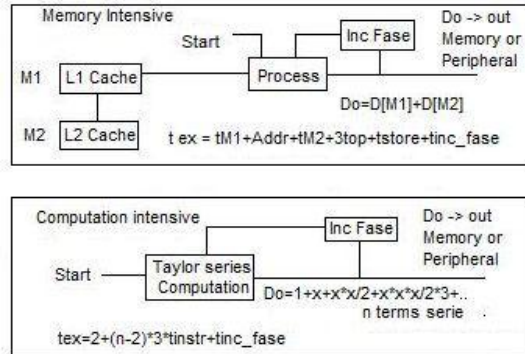 Memory Intensive
Start
Inc Fase
Do -> out
Memory or
Peripheral
M1
L1 Cache
Process
Do=D[M1]+D[M2]
M2
L2 Cache
t ex = tM1+Addr+tM2+3top+tstore+tinc_fase
Computation intensive
Inc Fase
Do -> out
Memory or
Peripheral
Start
Taylor series
Computation
Do=1+x+x*x/2+x*x*x/2*3+..
n terms serie .
tex=2+(n-2)*3*tinstr+tinc_fase